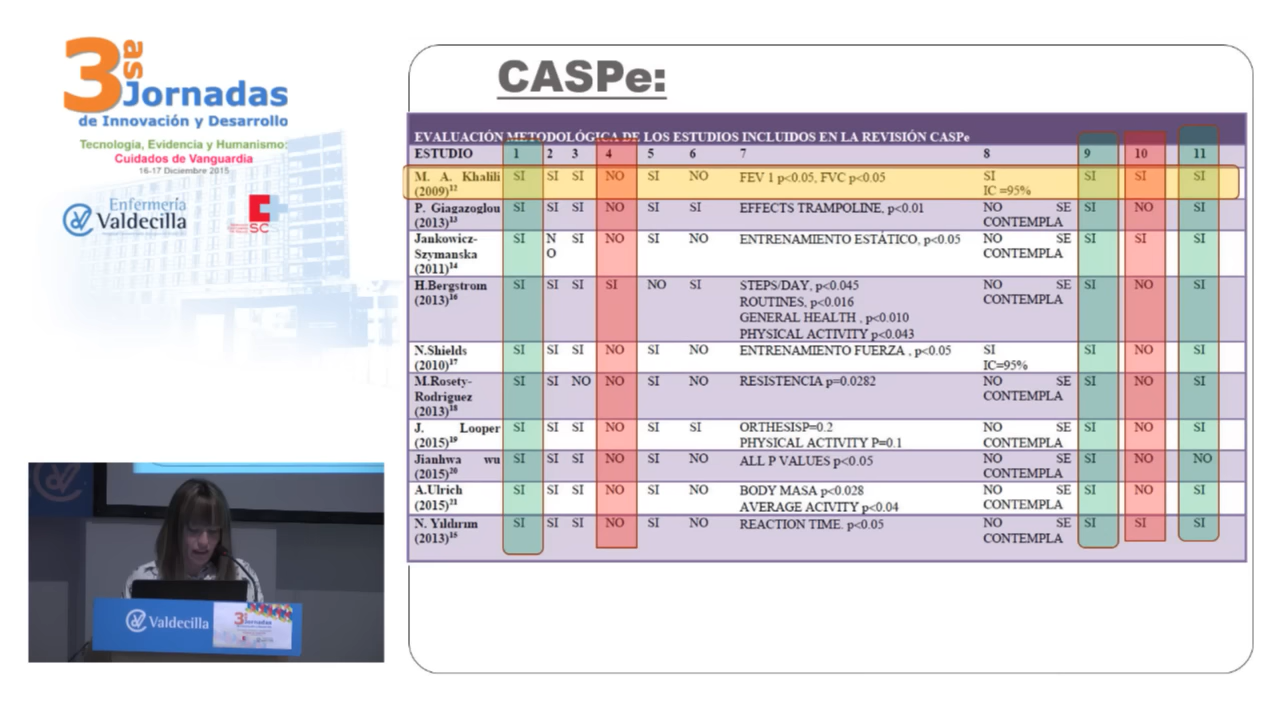 3as
Jornadas
de Innovación y Desarrollo
Tecnología, Evidencia y Humanismo:
Cuidados de Vanguardia
16-17 Diciembre 2015
Enfermería
Valdecilla
SC
CASPe:
EVALUACIÓN METODOLÓGICA DE LOS ESTUDIOS INCLUIDOS EN LA REVISIÓN CASPe
ESTUDIO 1 2 3 4 5 6 7 8 9 10 11
M. A. Khalili SI SI SI NO SI NO FEV 1 p<0.05, FVC p<0.05 SI SI SI SI
(2009)12 IC =95%
P. Giagazoglou SI SI SI NO SI SI EFFECTS TRAMPOLINE, p<0.01 NO SE SI NO SI
(2013)13 CONTEMPLA
Jankowicz- SI N SI NO SI NO ENTRENAMIENTO ESTÁTICO, p<0.05 NO SE SI SI SI
Szymanska O CONTEMPLA
(2011)14
H.Bergstrom SI SI SI SI NO SI STEPS/DAY, p<0.045 NO SE SI NO SI
(2013)16 ROUTINES, p<0.016 CONTEMPLA
GENERAL HEALTH , p<0.010
PHYSICAL ACTIVITY p<0.043
N.Shields SI SI SI NO SI NO ENTRENAMIENTO FUERZA , p<0.05 SI SI NO SI
(2010)17 IC=95%
M.Rosety- SI SI NO NO SI NO RESISTENCIA p=0.0282 NO SE SI NO SI
Rodriguez CONTEMPLA
(2013)18
J. Looper SI SI SI NO SI SI ORTHESISP=0.2 NO SE SI NO SI
(2015)19 PHYSICAL ACTIVITY P=0.1 CONTEMPLA
Jianhwa wu SI SI SI NO SI NO ALL P VALUES p<0.05 NO SE SI NO NO
(2015)20 CONTEMPLA
A.Ulrich SI SI SI NO SI NO BODY MASA p<0.028 NO SE SI NO SI
(2015)21 AVERAGE ACIVITY p<0.04 CONTEMPLA
N. Yıldırım SI SI SI NO SI NO REACTION TIME. p<0.05 NO SE SI SI SI
(2013)15 CONTEMPLA
Valdecilla
3as
Jornadas